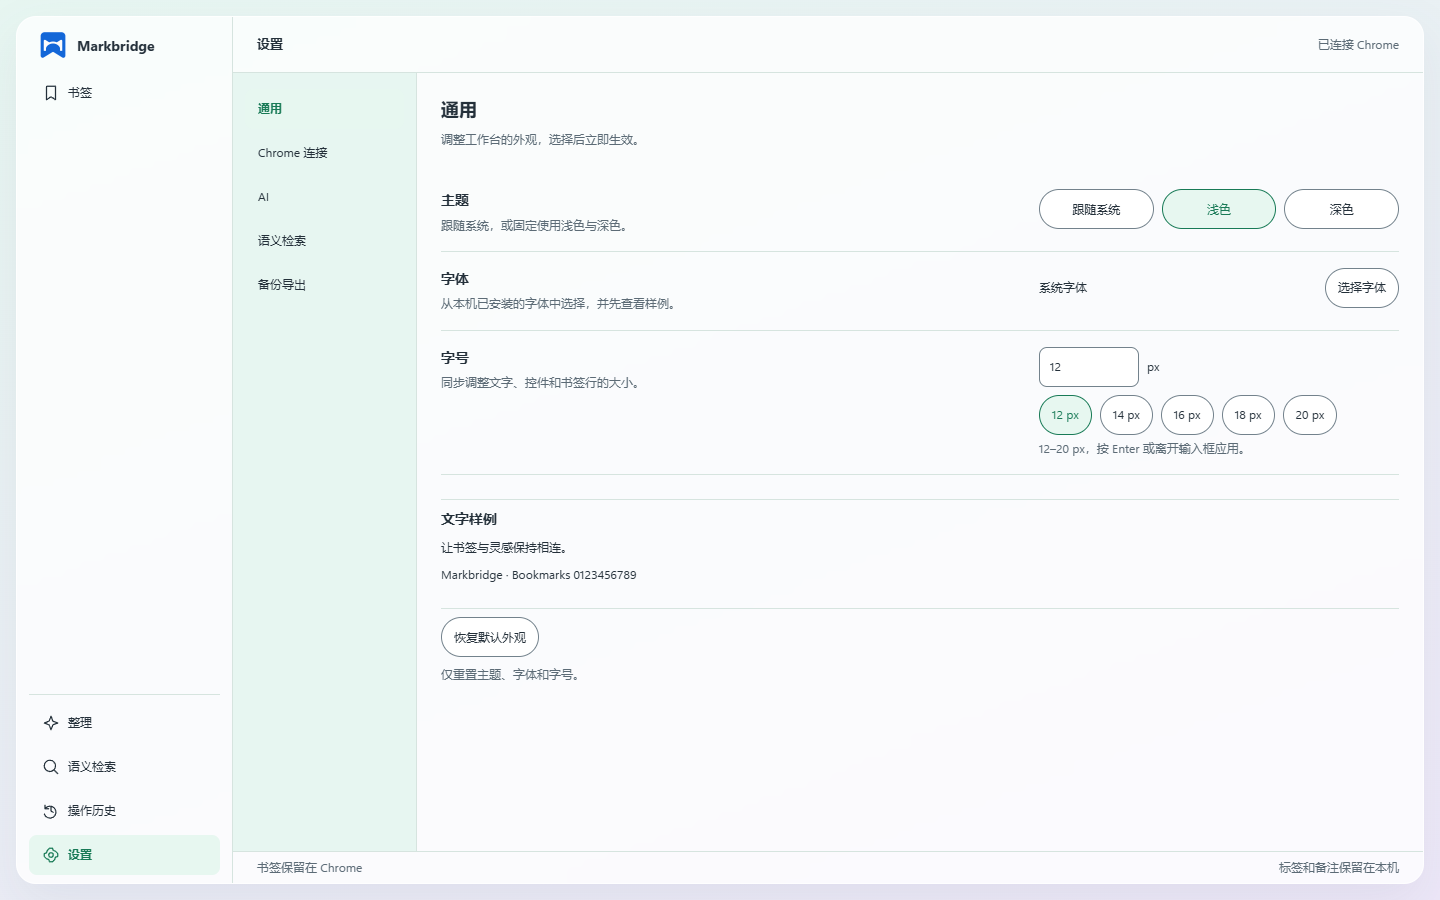 Markbridge
书签
整理
语义检索
操作历史
设置
设置
已连接 Chrome
通用
Chrome 连接
AI
语义检索
备份导出
通用
调整工作台的外观，选择后立即生效。
主题
跟随系统，或固定使用浅色与深色。
跟随系统
浅色
深色
字体
从本机已安装的字体中选择，并先查看样例。
系统字体
选择字体
字号
同步调整文字、控件和书签行的大小。
12
px
12 px
14 px
16 px
18 px
20 px
12–20 px，按 Enter 或离开输入框应用。
文字样例
让书签与灵感保持相连。
Markbridge · Bookmarks 0123456789
恢复默认外观
仅重置主题、字体和字号。
书签保留在 Chrome
标签和备注保留在本机